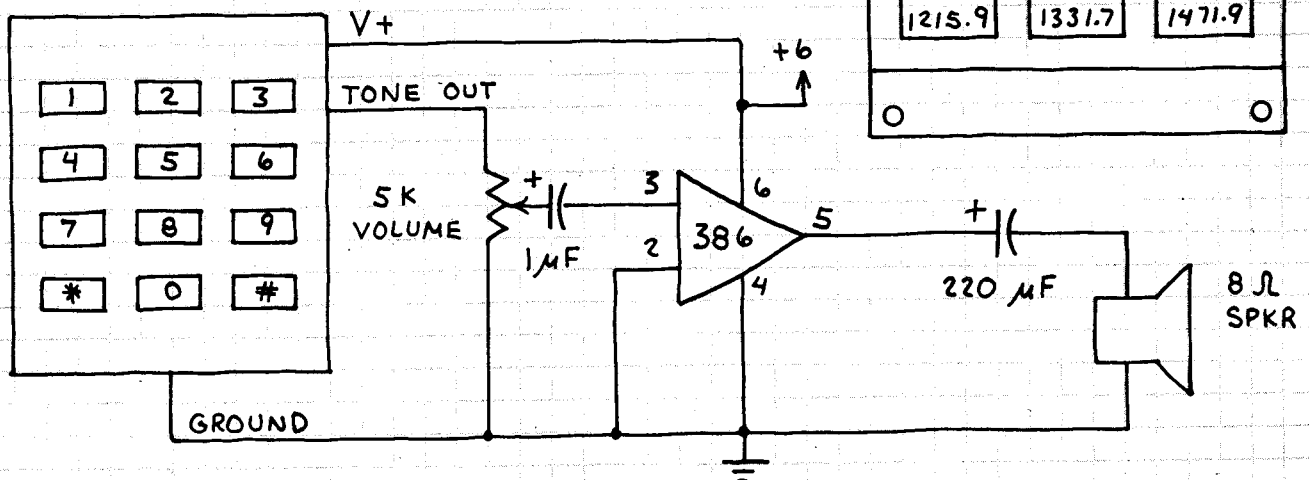 V+
1215.9 1331.7 1471.9
+6
TONE OUT
1 2 3
4 5 6
7 8 9
* 0 #
5K
VOLUME
+
1μF
3
2
386
6
4
5
+
220 μF
8 Ω
SPKR
GROUND